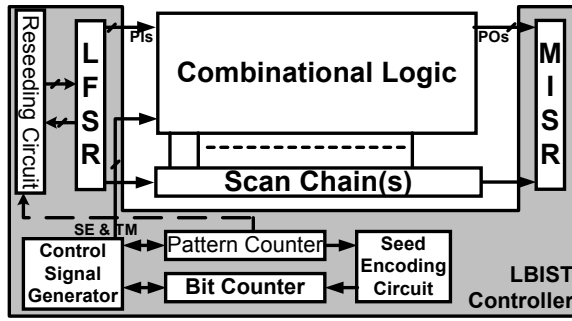 Reseeding Circuit
L
F
S
R
PIs
Combinational Logic
POs
M
I
S
R
Scan Chain(s)
SE & TM
Control
Signal
Generator
Pattern Counter
Bit Counter
Seed
Encoding
Circuit
LBIST
Controller